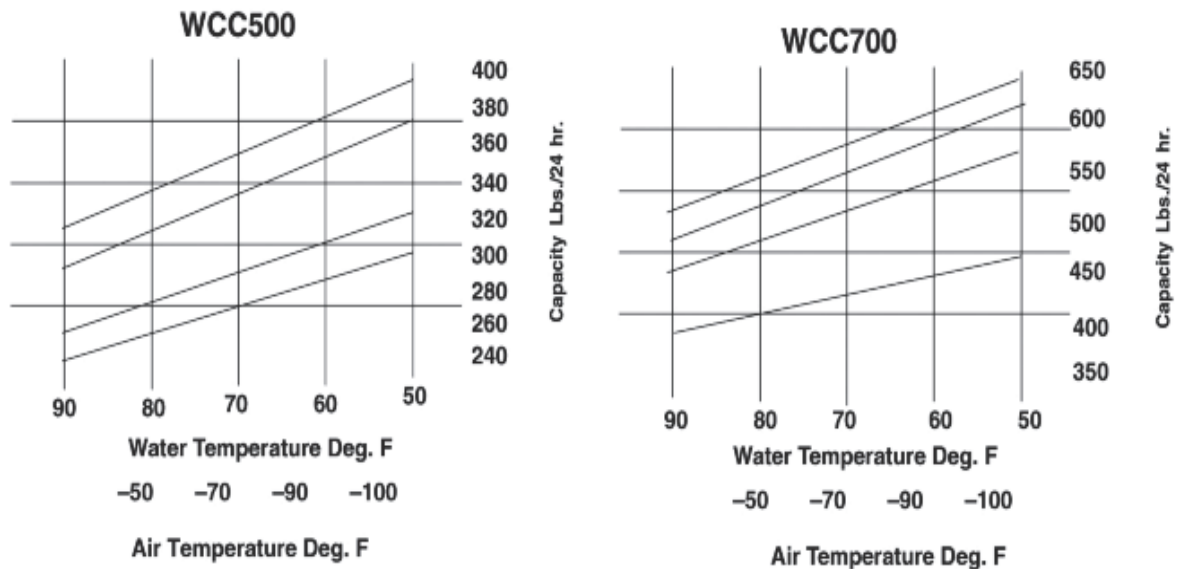 WCC500
400
380
360
340
320
300
280
260
240
Capacity Lbs./24 hr.
90 80 70 60 50
Water Temperature Deg. F
–50 –70 –90 –100
Air Temperature Deg. F
WCC700
650
600
550
500
450
400
350
Capacity Lbs./24 hr.
90 80 70 60 50
Water Temperature Deg. F
–50 –70 –90 –100
Air Temperature Deg. F